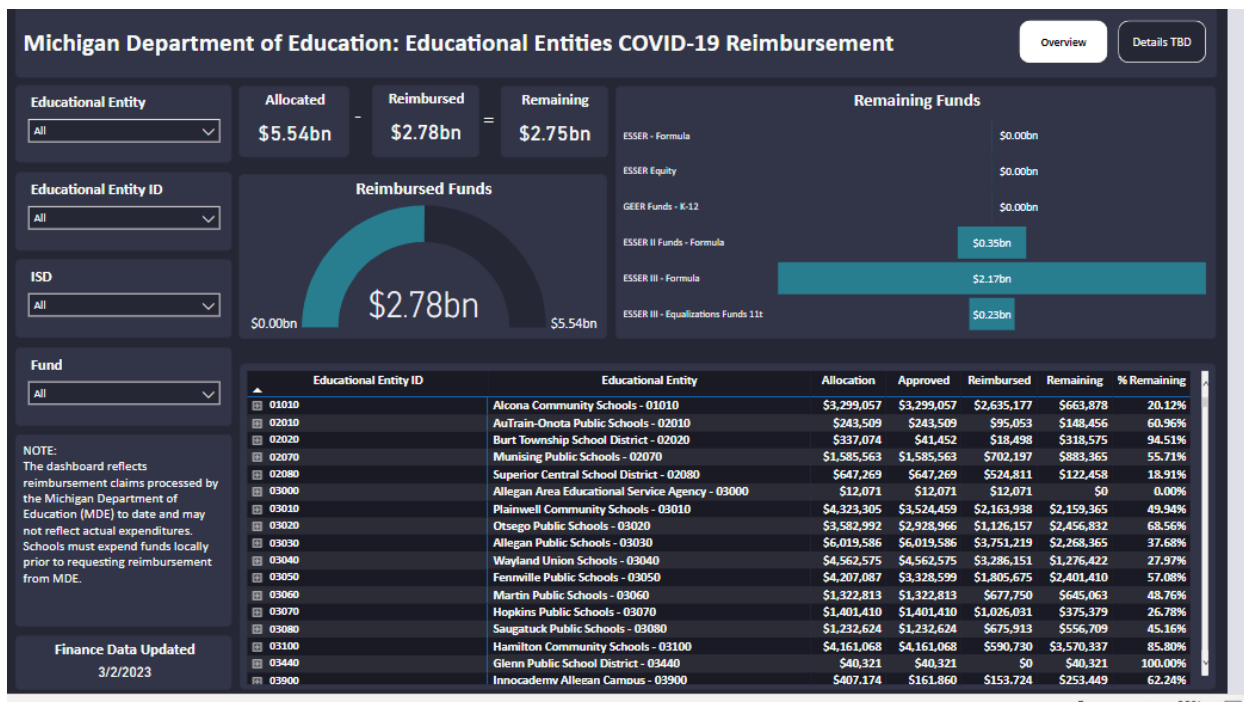 Michigan Department of Education: Educational Entities COVID-19 Reimbursement
Overview
Details TBD
Educational Entity
All
Educational Entity ID
All
ISD
All
Fund
All
NOTE:
The dashboard reflects
reimbursement claims processed by
the Michigan Department of
Education (MDE) to date and may
not reflect actual expenditures.
Schools must expend funds locally
prior to requesting reimbursement
from MDE.
Finance Data Updated
3/2/2023
Allocated
$5.54bn
-
Reimbursed
$2.78bn
=
Remaining
$2.75bn
Reimbursed Funds
$2.78bn
$0.00bn
$5.54bn
Remaining Funds
ESSER - Formula $0.00bn
ESSER Equity $0.00bn
GEER Funds - K-12 $0.00bn
ESSER II Funds - Formula $0.35bn
ESSER III - Formula $2.17bn
ESSER III - Equalizations Funds 11t $0.23bn
Educational Entity ID Educational Entity Allocation Approved Reimbursed Remaining % Remaining
01010 Alcona Community Schools - 01010 $3,299,057 $3,299,057 $2,635,177 $663,878 20.12%
02010 AuTrain-Onota Public Schools - 02010 $243,509 $243,509 $95,053 $148,456 60.96%
02020 Burt Township School District - 02020 $337,074 $41,452 $18,498 $318,575 94.51%
02070 Munising Public Schools - 02070 $1,585,563 $1,585,563 $702,197 $883,365 55.71%
02080 Superior Central School District - 02080 $647,269 $647,269 $524,811 $122,458 18.91%
03000 Allegan Area Educational Service Agency - 03000 $12,071 $12,071 $12,071 $0 0.00%
03010 Plainwell Community Schools - 03010 $4,323,305 $3,524,459 $2,163,938 $2,159,365 49.94%
03020 Otsego Public Schools - 03020 $3,582,992 $2,928,966 $1,126,157 $2,456,832 68.56%
03030 Allegan Public Schools - 03030 $6,019,586 $6,019,586 $3,751,219 $2,268,365 37.68%
03040 Wayland Union Schools - 03040 $4,562,575 $4,562,575 $3,286,151 $1,276,422 27.97%
03050 Fennville Public Schools - 03050 $4,207,087 $3,328,599 $1,805,675 $2,401,410 57.08%
03060 Martin Public Schools - 03060 $1,322,813 $1,322,813 $677,750 $645,063 48.76%
03070 Hopkins Public Schools - 03070 $1,401,410 $1,401,410 $1,026,031 $375,379 26.78%
03080 Saugatuck Public Schools - 03080 $1,232,624 $1,232,624 $675,913 $556,709 45.16%
03100 Hamilton Community Schools - 03100 $4,161,068 $4,161,068 $590,730 $3,570,337 85.80%
03440 Glenn Public School District - 03440 $40,321 $40,321 $0 $40,321 100.00%
03900 Innocademy Allegan Campus - 03900 $407,174 $161,860 $153,724 $253,449 62.24%